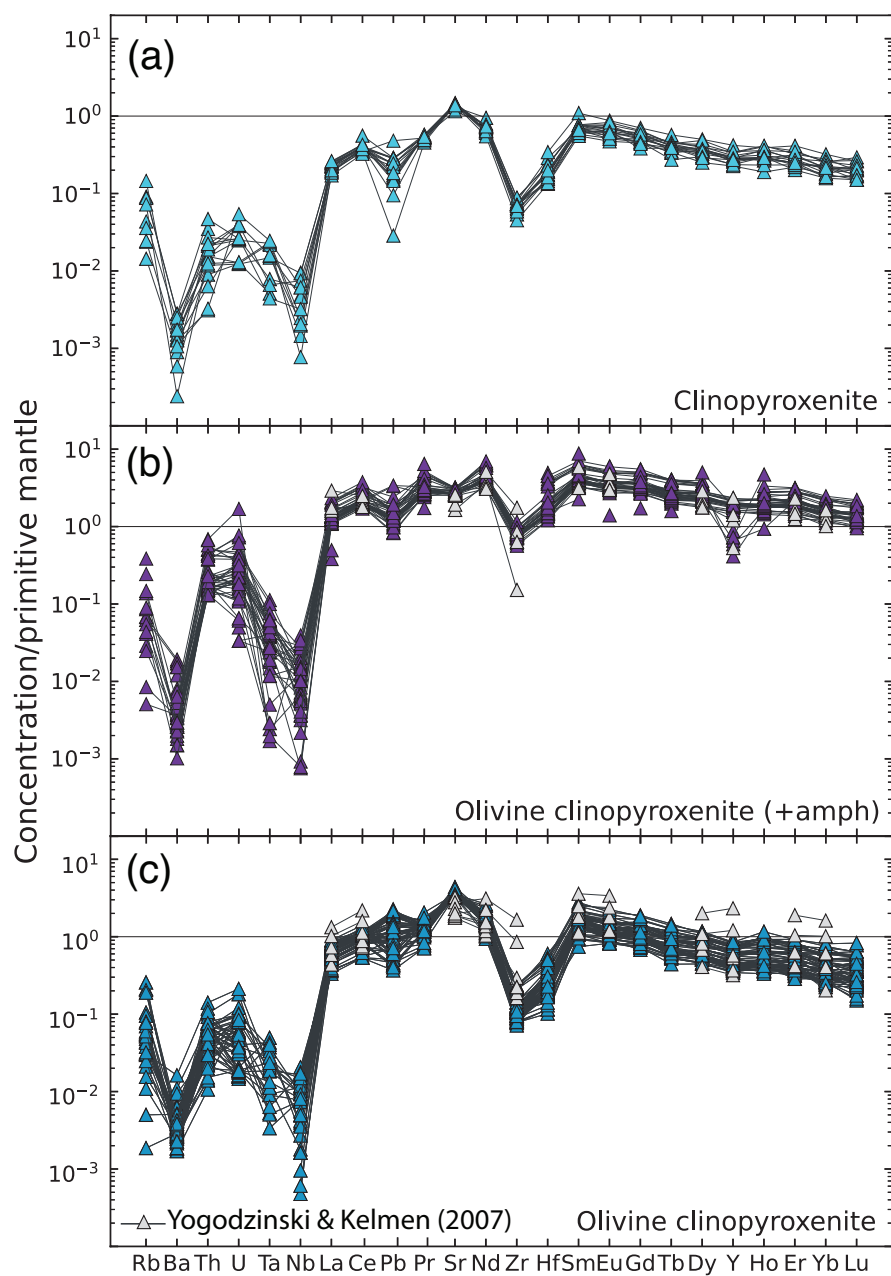 (a)
10^1
10^0
10^-1
10^-2
10^-3
Clinopyroxenite
(b)
10^1
10^0
10^-1
10^-2
10^-3
Olivine clinopyroxenite (+amph)
Concentration/primitive mantle
(c)
10^1
10^0
10^-1
10^-2
10^-3
Yogodzinski & Kelmen (2007)
Olivine clinopyroxenite
Rb Ba Th U Ta Nb La Ce Pb Pr Sr Nd Zr Hf Sm Eu Gd Tb Dy Y Ho Er Yb Lu